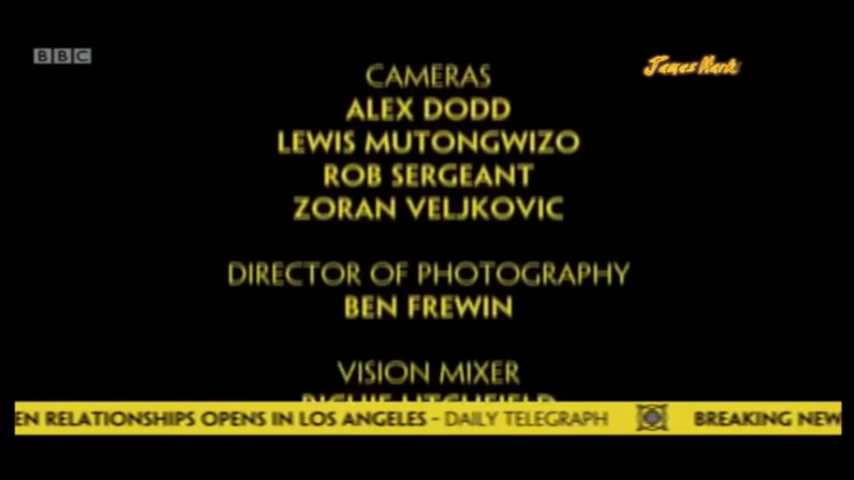 BBC
James Mark
CAMERAS
ALEX DODD
LEWIS MUTONGWIZO
ROB SERGEANT
ZORAN VELJKOVIC
DIRECTOR OF PHOTOGRAPHY
BEN FREWIN
VISION MIXER
EN RELATIONSHIPS OPENS IN LOS ANGELES - DAILY TELEGRAPH BREAKING NEW